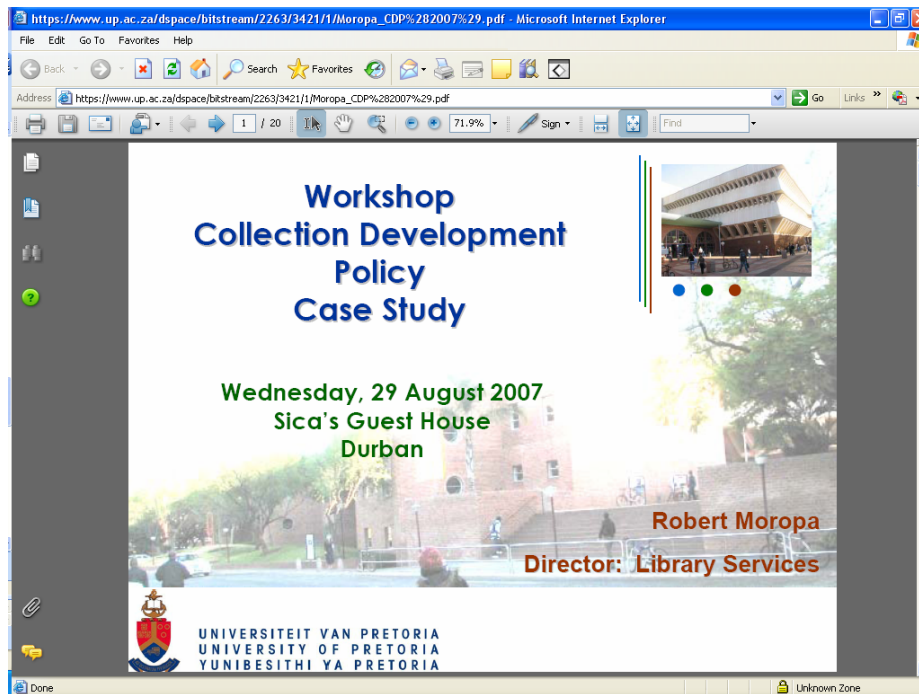 https://www.up.ac.za/dspace/bitstream/2263/3421/1/Moropa_CDP%282007%29.pdf - Microsoft Internet Explorer
File Edit Go To Favorites Help
Back Search Favorites
Address https://www.up.ac.za/dspace/bitstream/2263/3421/1/Moropa_CDP%282007%29.pdf Go Links »
1 / 20 71.9% Sign Find
Workshop
Collection Development
Policy
Case Study
Wednesday, 29 August 2007
Sica's Guest House
Durban
Robert Moropa
Director: Library Services
UNIVERSITEIT VAN PRETORIA
UNIVERSITY OF PRETORIA
YUNIBESITHI YA PRETORIA
Done Unknown Zone